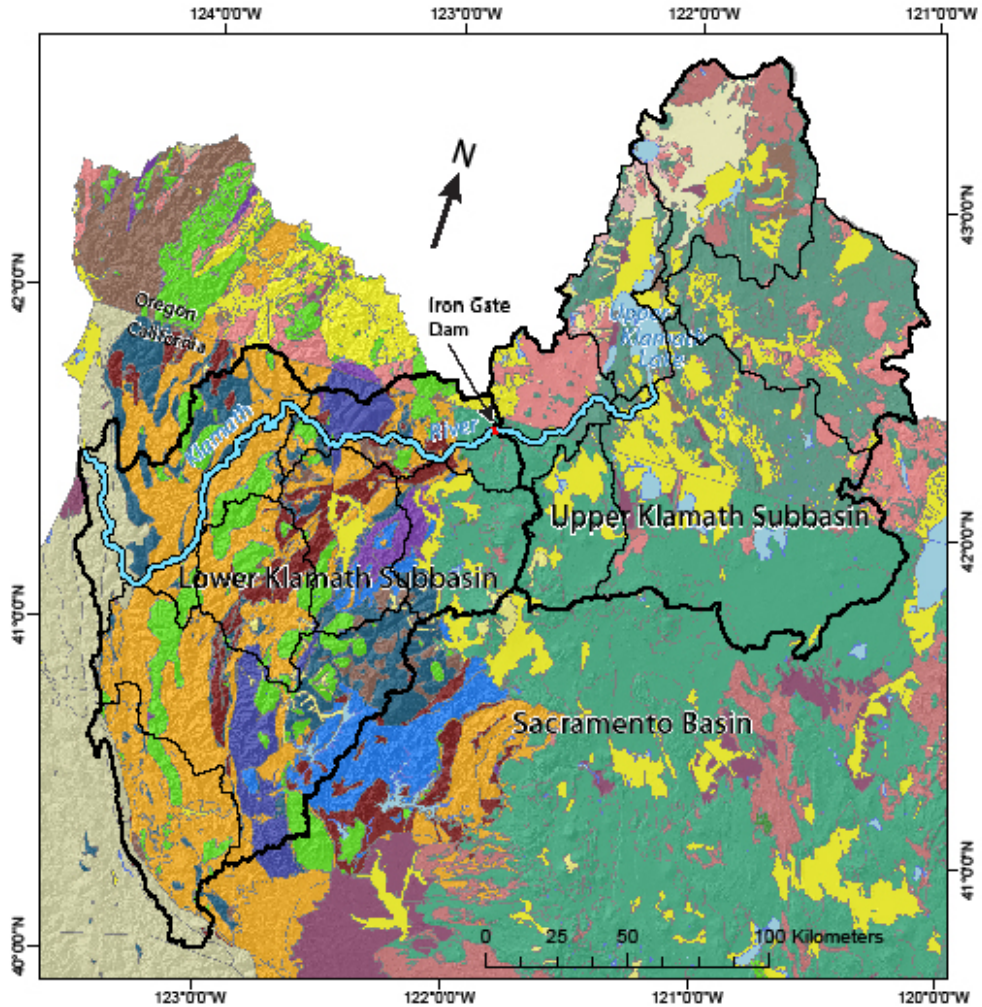 124°0'0"W 123°0'0"W 122°0'0"W 121°0'0"W
N
43°0'0"N
42°0'0"N
Oregon
California
Iron Gate
Dam
Upper
Klamath
Lake
Klamath
River
Upper Klamath Subbasin
42°0'0"N
Lower Klamath Subbasin
41°0'0"N
Sacramento Basin
41°0'0"N
0 25 50 100 Kilometers
40°0'0"N
123°0'0"W 122°0'0"W 121°0'0"W 120°0'0"W